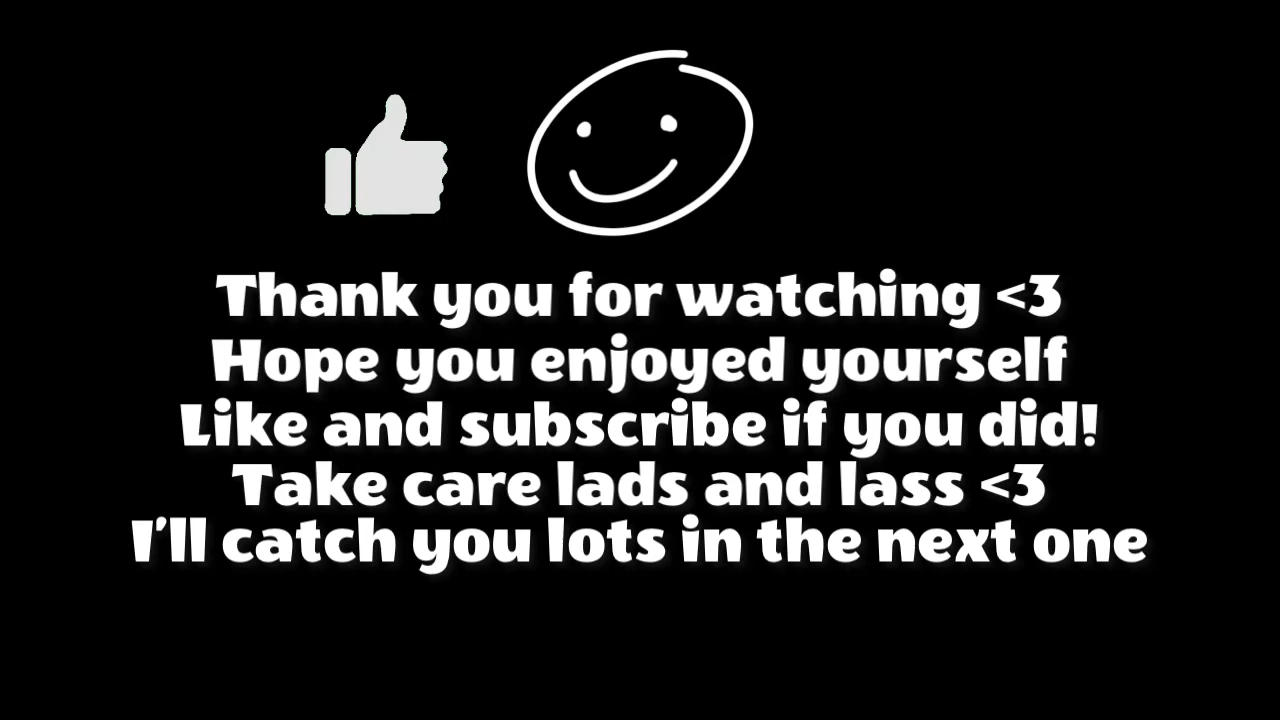 Thank you for watching <3
Hope you enjoyed yourself
Like and subscribe if you did!
Take care lads and lass <3
I'll catch you lots in the next one